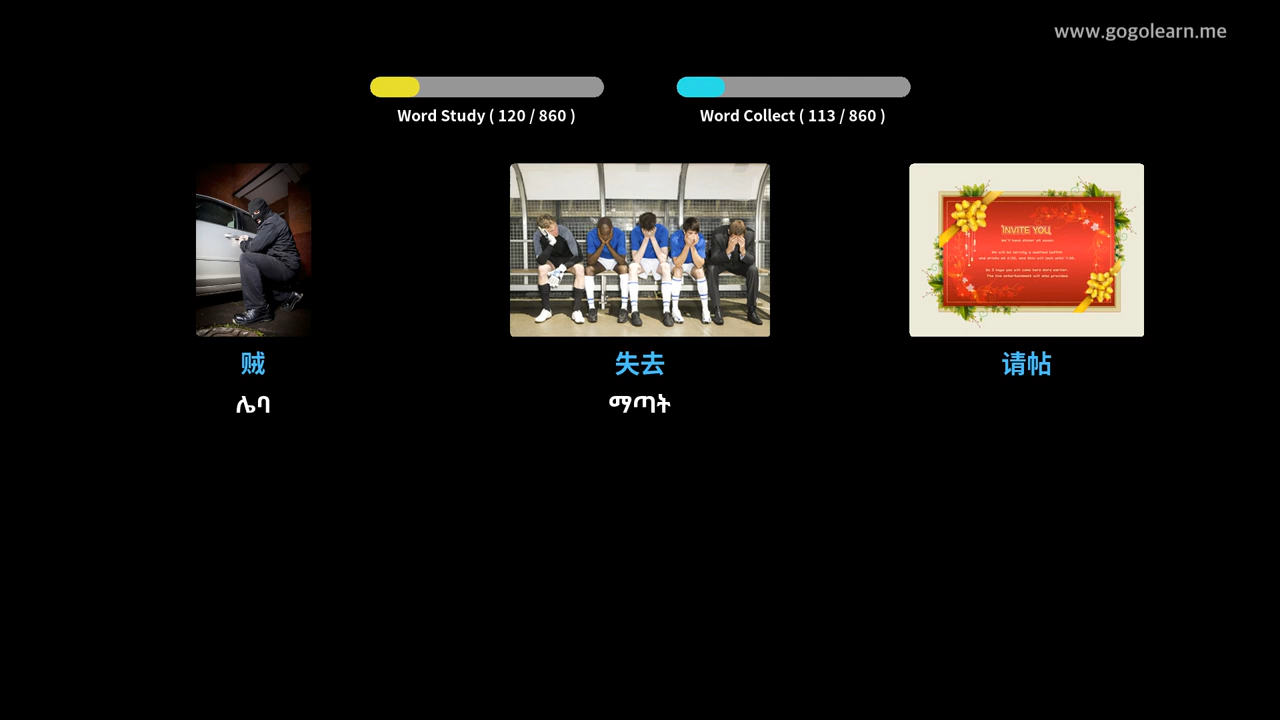 www.gogolearn.me
Word Study ( 120 / 860 )
Word Collect ( 113 / 860 )
INVITE YOU
贼
失去
请帖
ሌባ
ማጣት